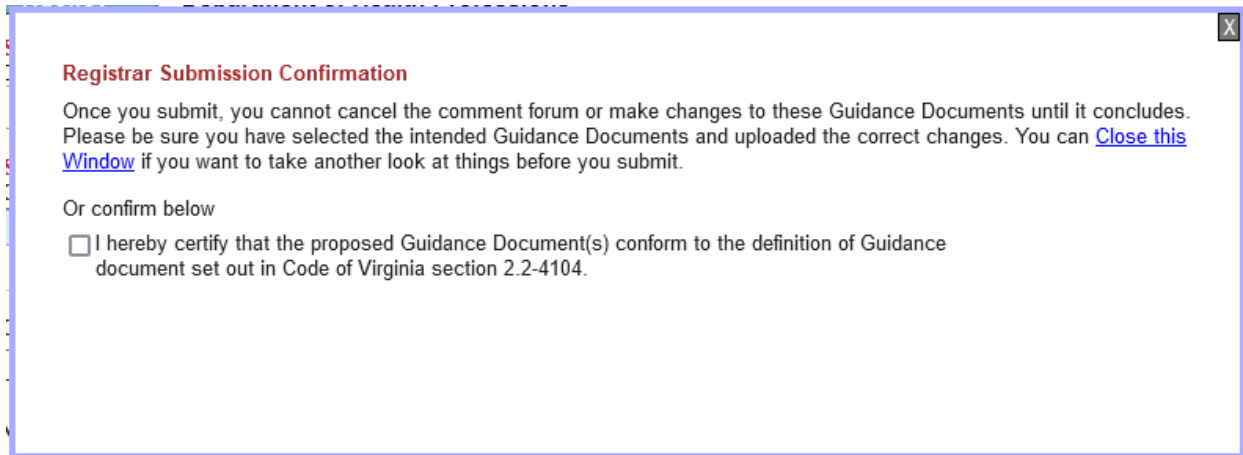 X
Registrar Submission Confirmation
Once you submit, you cannot cancel the comment forum or make changes to these Guidance Documents until it concludes.
Please be sure you have selected the intended Guidance Documents and uploaded the correct changes. You can Close this
Window if you want to take another look at things before you submit.
Or confirm below
I hereby certify that the proposed Guidance Document(s) conform to the definition of Guidance
document set out in Code of Virginia section 2.2-4104.